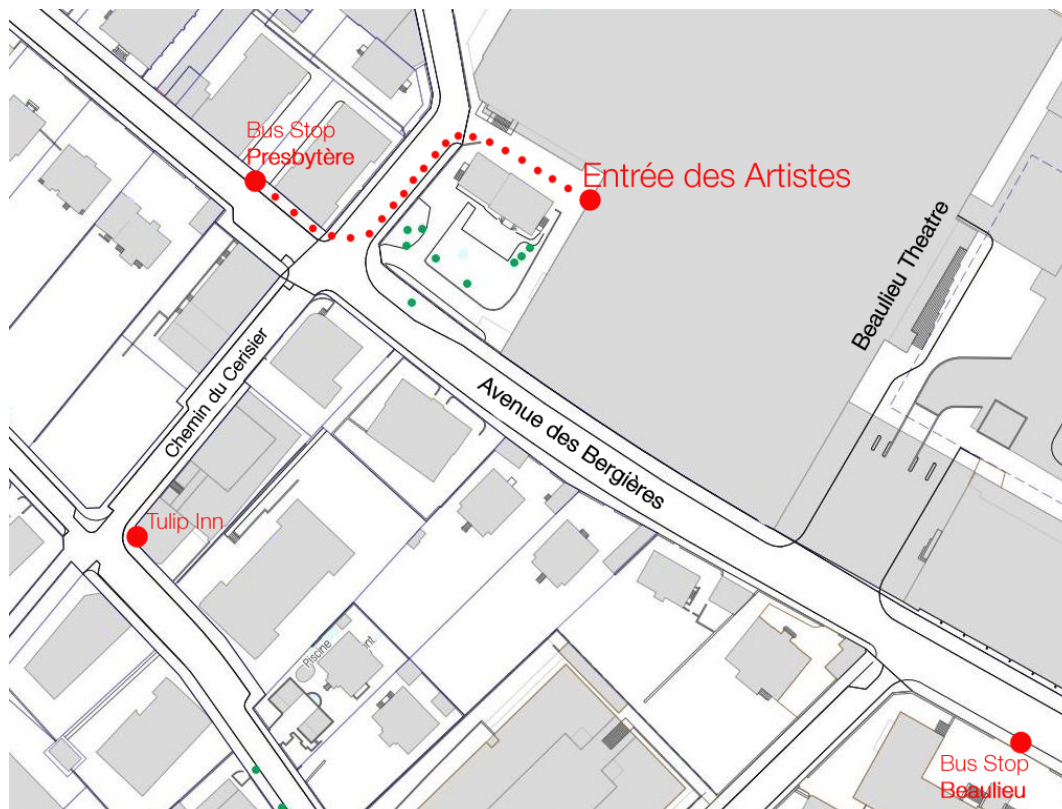 Bus Stop
Presbytère
Entrée des Artistes
Beaulieu Theatre
Chemin du Cerisier
Avenue des Bergières
Tulip Inn
Piscine
ont
Bus Stop
Beaulieu